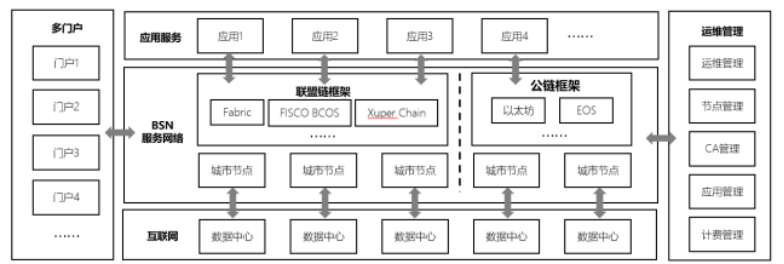 多门户
门户1
门户2
门户3
门户4
……
应用服务
应用1
应用2
应用3
应用4
……
BSN
服务网络
联盟链框架
Fabric
FISCO BCOS
Xuper Chain
……
公链框架
以太坊
EOS
……
城市节点
城市节点
城市节点
城市节点
城市节点
互联网
数据中心
数据中心
数据中心
数据中心
数据中心
运维管理
运维管理
节点管理
CA管理
应用管理
计费管理